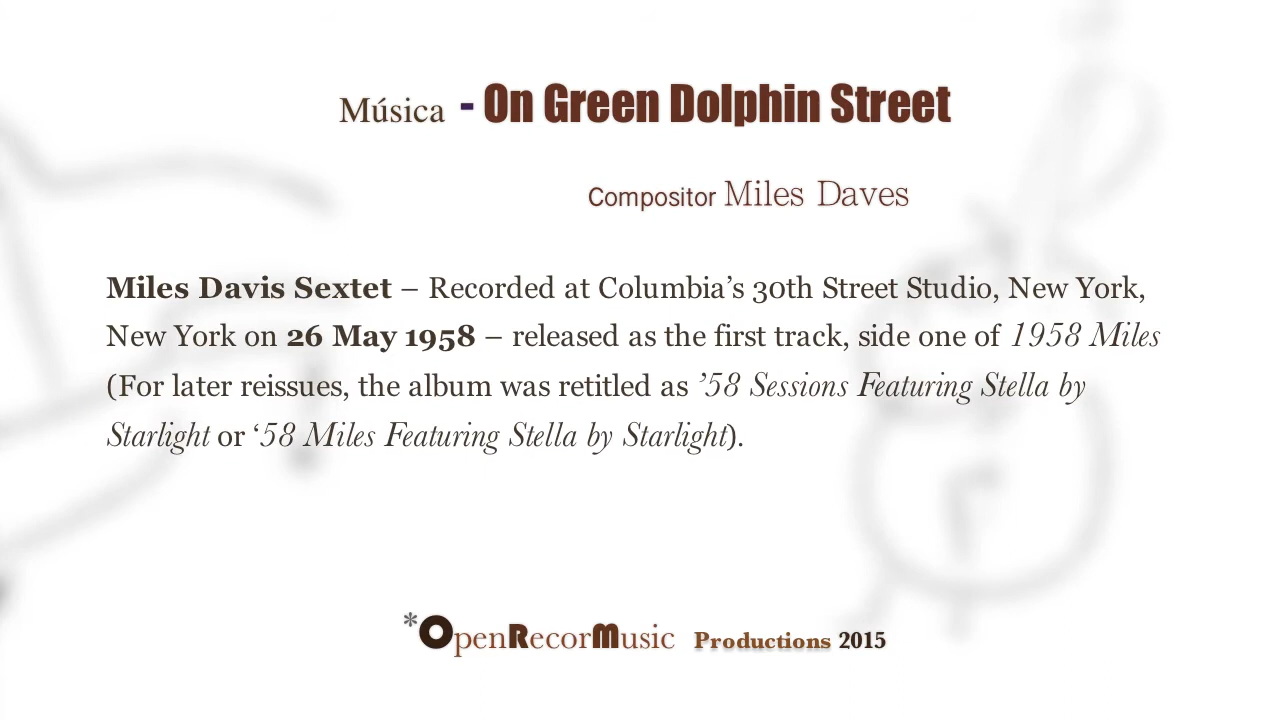 Música - On Green Dolphin Street
Compositor Miles Daves
Miles Davis Sextet – Recorded at Columbia’s 30th Street Studio, New York,
New York on 26 May 1958 – released as the first track, side one of 1958 Miles
(For later reissues, the album was retitled as ’58 Sessions Featuring Stella by
Starlight or ‘58 Miles Featuring Stella by Starlight).
*OpenRecorMusic Productions 2015